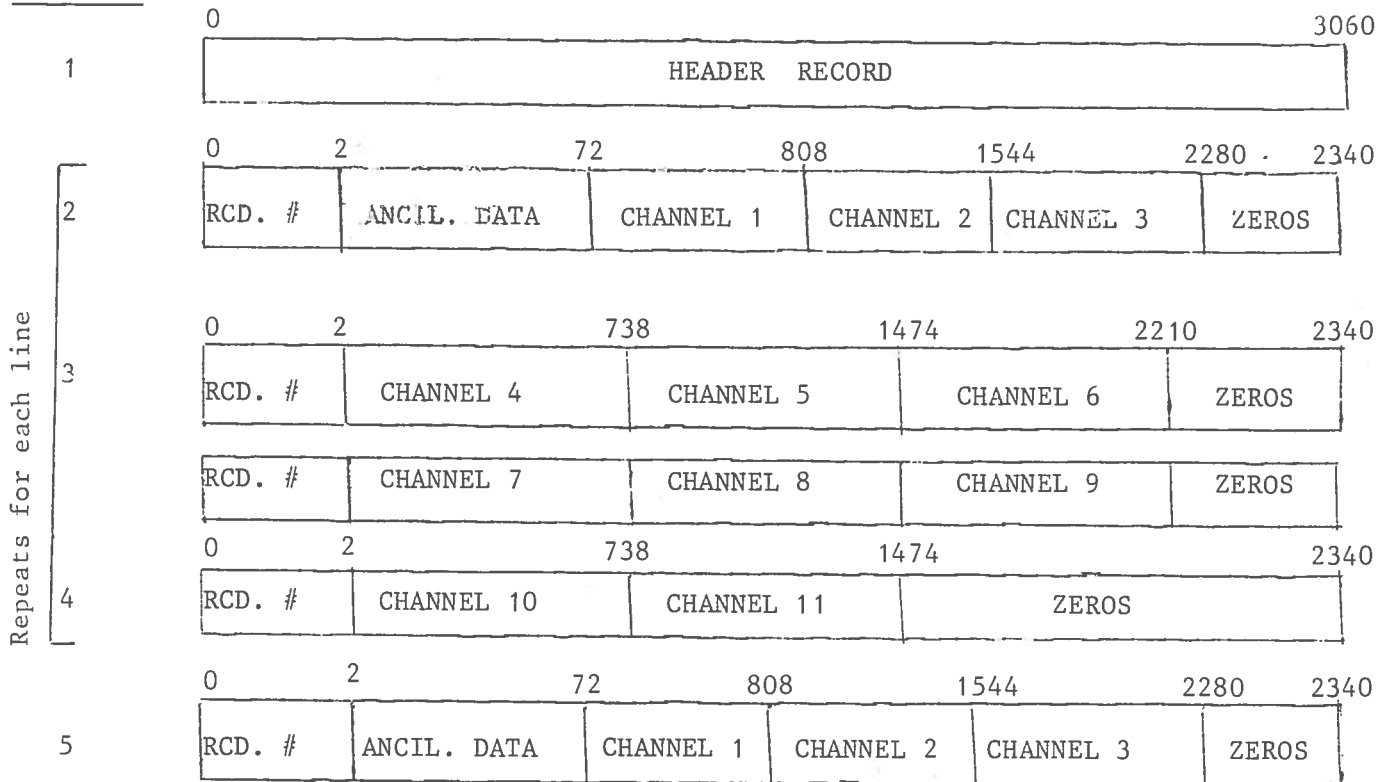 0 3060
1 HEADER RECORD
0 2 72 808 1544 2280 2340
2 RCD. # ANCIL. DATA CHANNEL 1 CHANNEL 2 CHANNEL 3 ZEROS
0 2 738 1474 2210 2340
3 RCD. # CHANNEL 4 CHANNEL 5 CHANNEL 6 ZEROS
RCD. # CHANNEL 7 CHANNEL 8 CHANNEL 9 ZEROS
0 2 738 1474 2340
4 RCD. # CHANNEL 10 CHANNEL 11 ZEROS
Repeats for each line
0 2 72 808 1544 2280 2340
5 RCD. # ANCIL. DATA CHANNEL 1 CHANNEL 2 CHANNEL 3 ZEROS